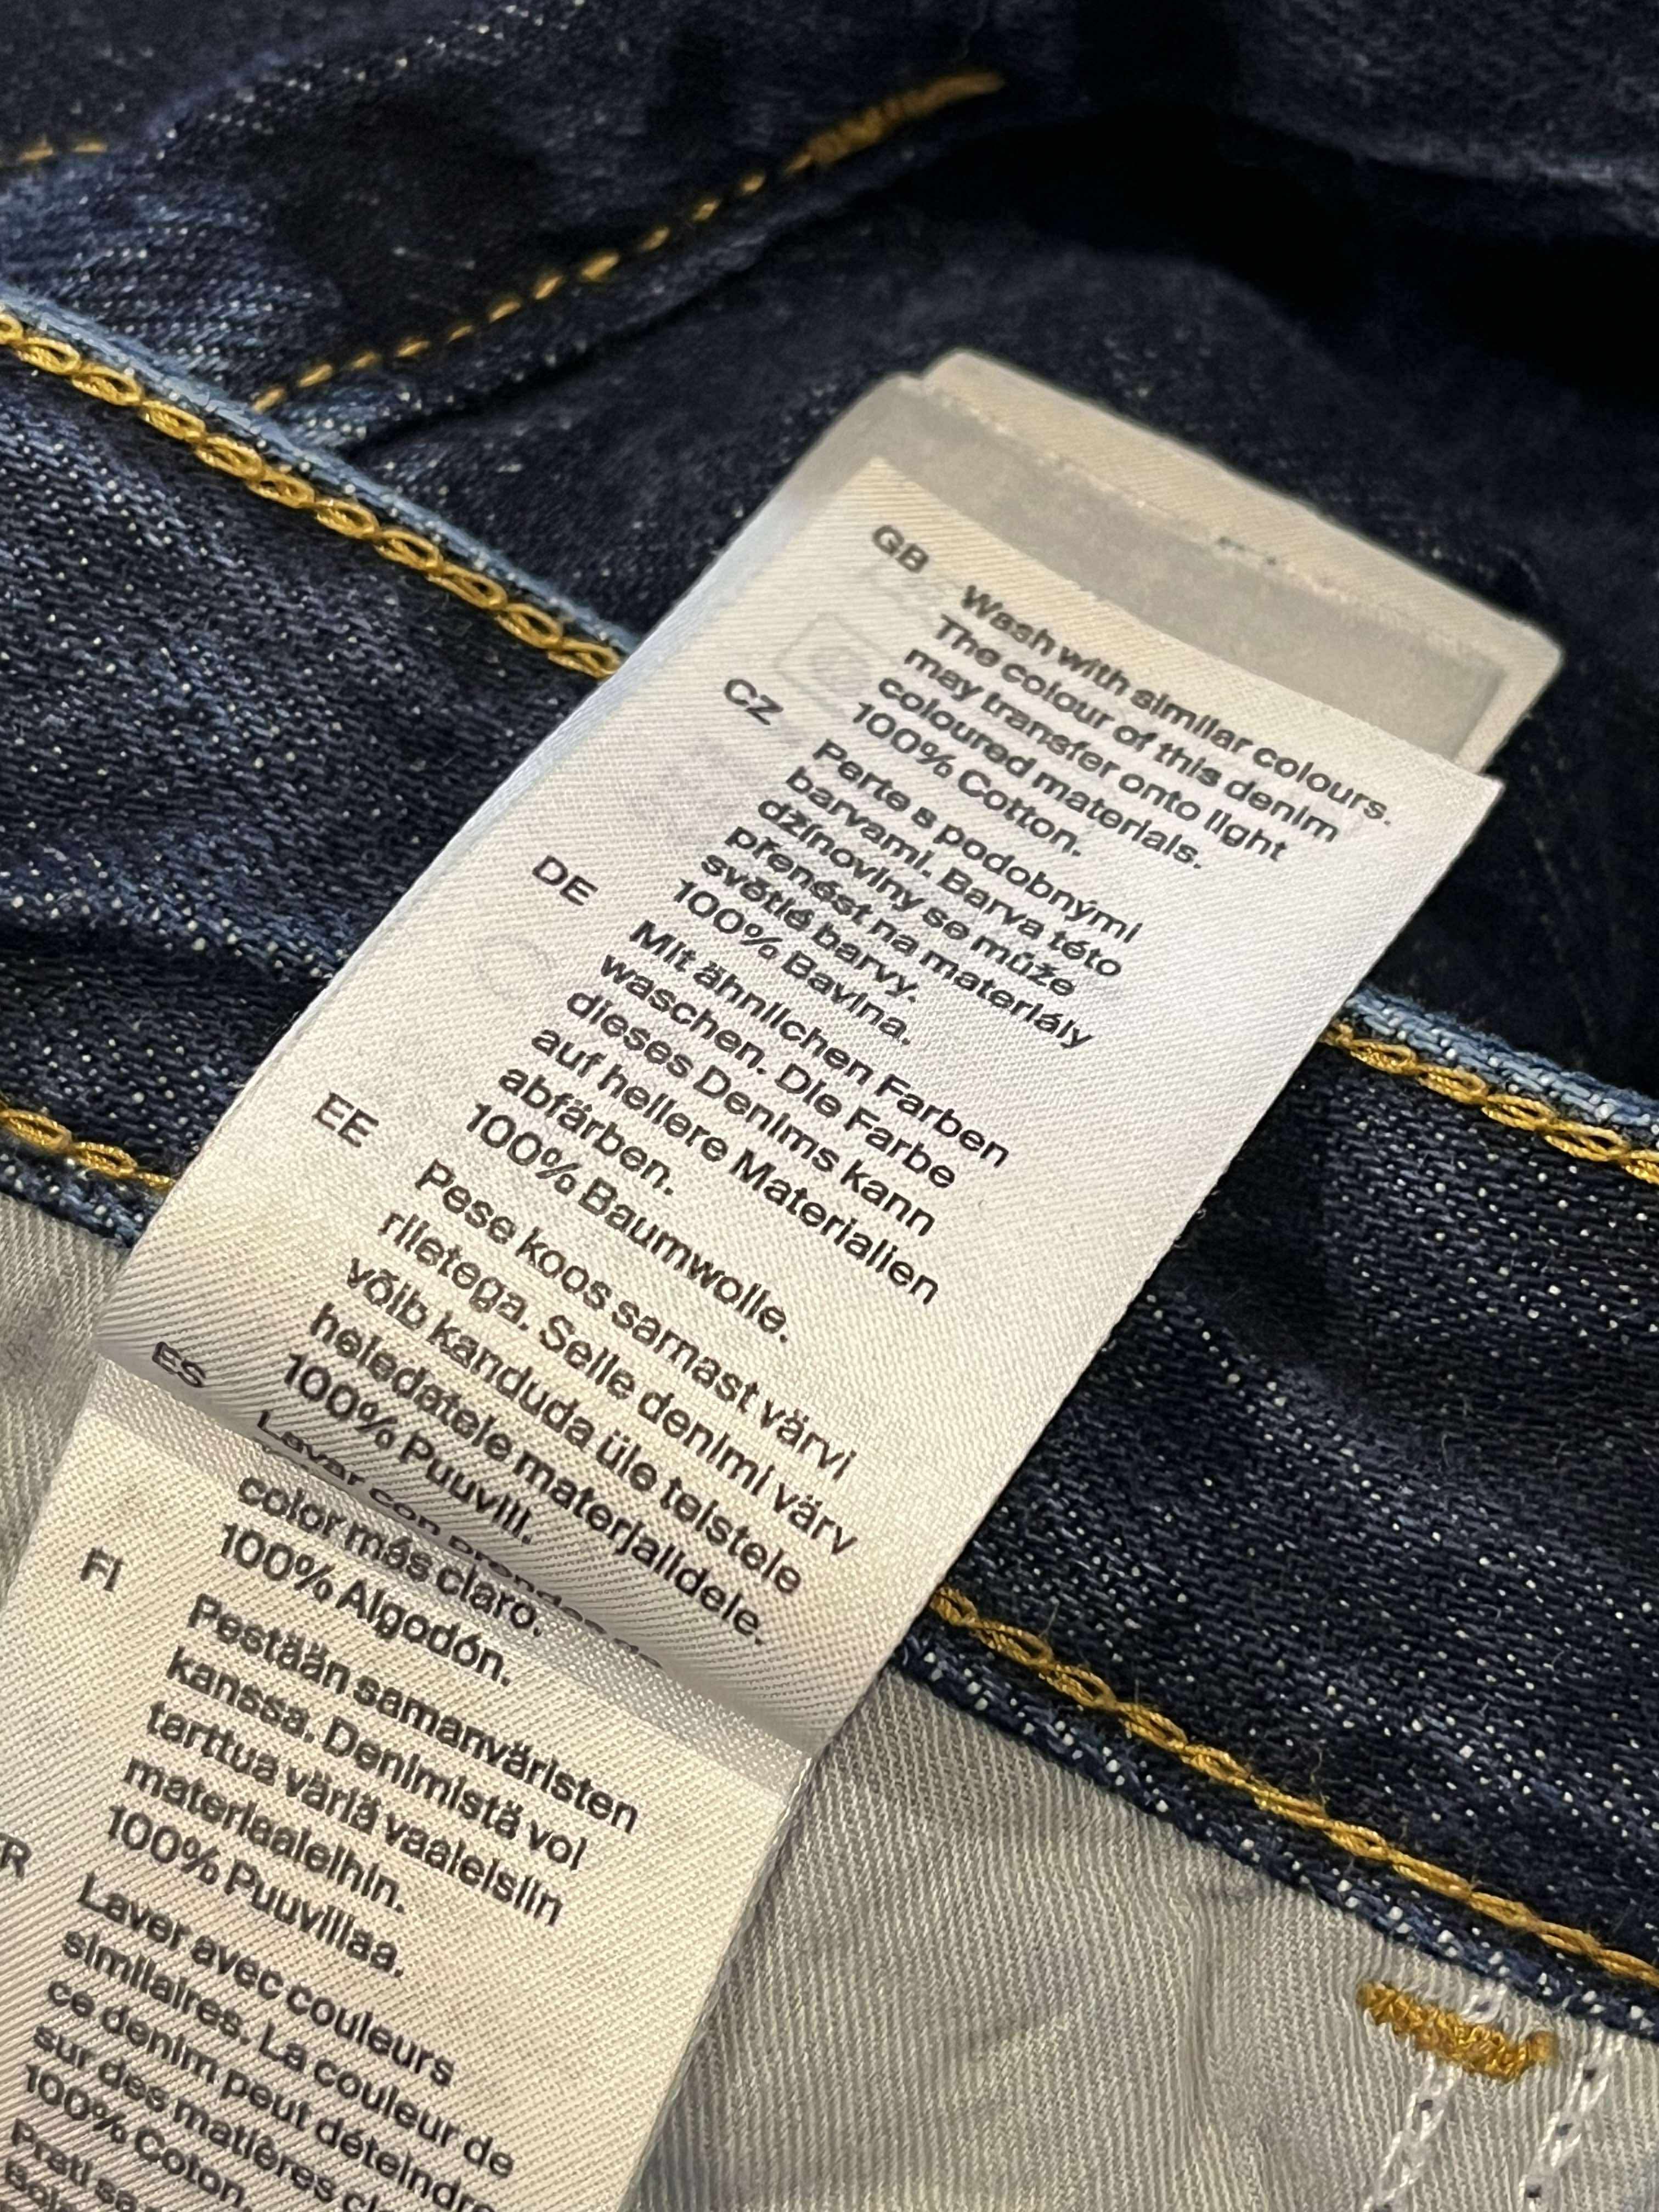 GB Wash with similar colours.
The colour of this denim
may transfer onto light
coloured materials.
100% Cotton.
CZ Perte s podobnými
barvami. Barva této
džínoviny se může
přenést na materiály
světlé barvy.
100% Bavlna.
DE Mit ähnlichen Farben
waschen. Die Farbe
dieses Denims kann
auf hellere Materialien
abfärben.
100% Baumwolle.
EE Pese koos sarnast värvi
riietega. Selle denimi värv
võib kanduda üle teistele
heledatele materjalidele.
100% Puuvill.
ES Lavar con prendas de
color más claro.
100% Algodón.
FI Pestään samanväristen
kanssa. Denimistä voi
tarttua väriä vaaleisiin
materiaaleihin.
100% Puuvillaa.
Laver avec couleurs
similaires. La couleur de
ce denim peut déteindre
sur des matières
100% Coton.